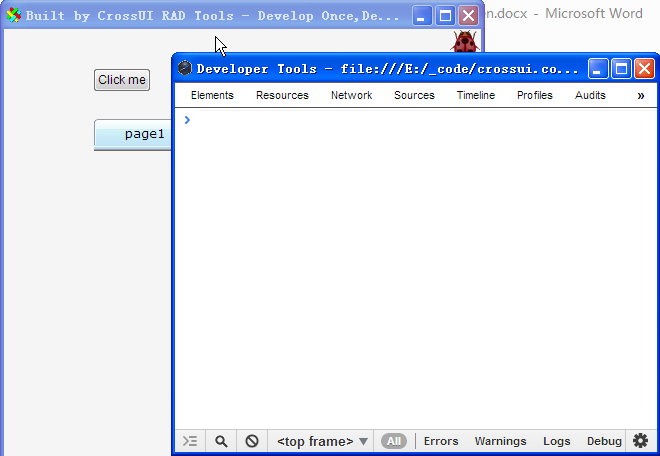 Built by CrossUI RAD Tools - Develop Once,De...
en.docx - Microsoft Word
Click me
page1
Developer Tools - file:///E:/_code/crossui.co...
Elements Resources Network Sources Timeline Profiles Audits »
<top frame> All Errors Warnings Logs Debug